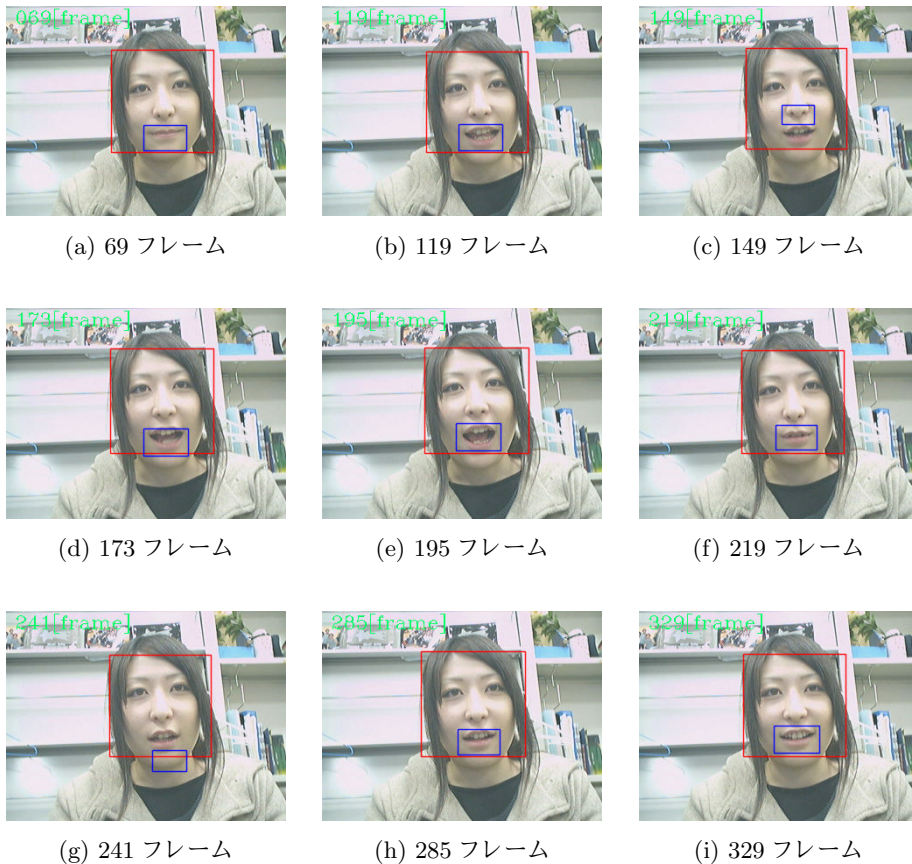 069[frame]
119[frame]
149[frame]
(a) 69 フレーム
(b) 119 フレーム
(c) 149 フレーム
173[frame]
195[frame]
219[frame]
(d) 173 フレーム
(e) 195 フレーム
(f) 219 フレーム
241[frame]
285[frame]
329[frame]
(g) 241 フレーム
(h) 285 フレーム
(i) 329 フレーム